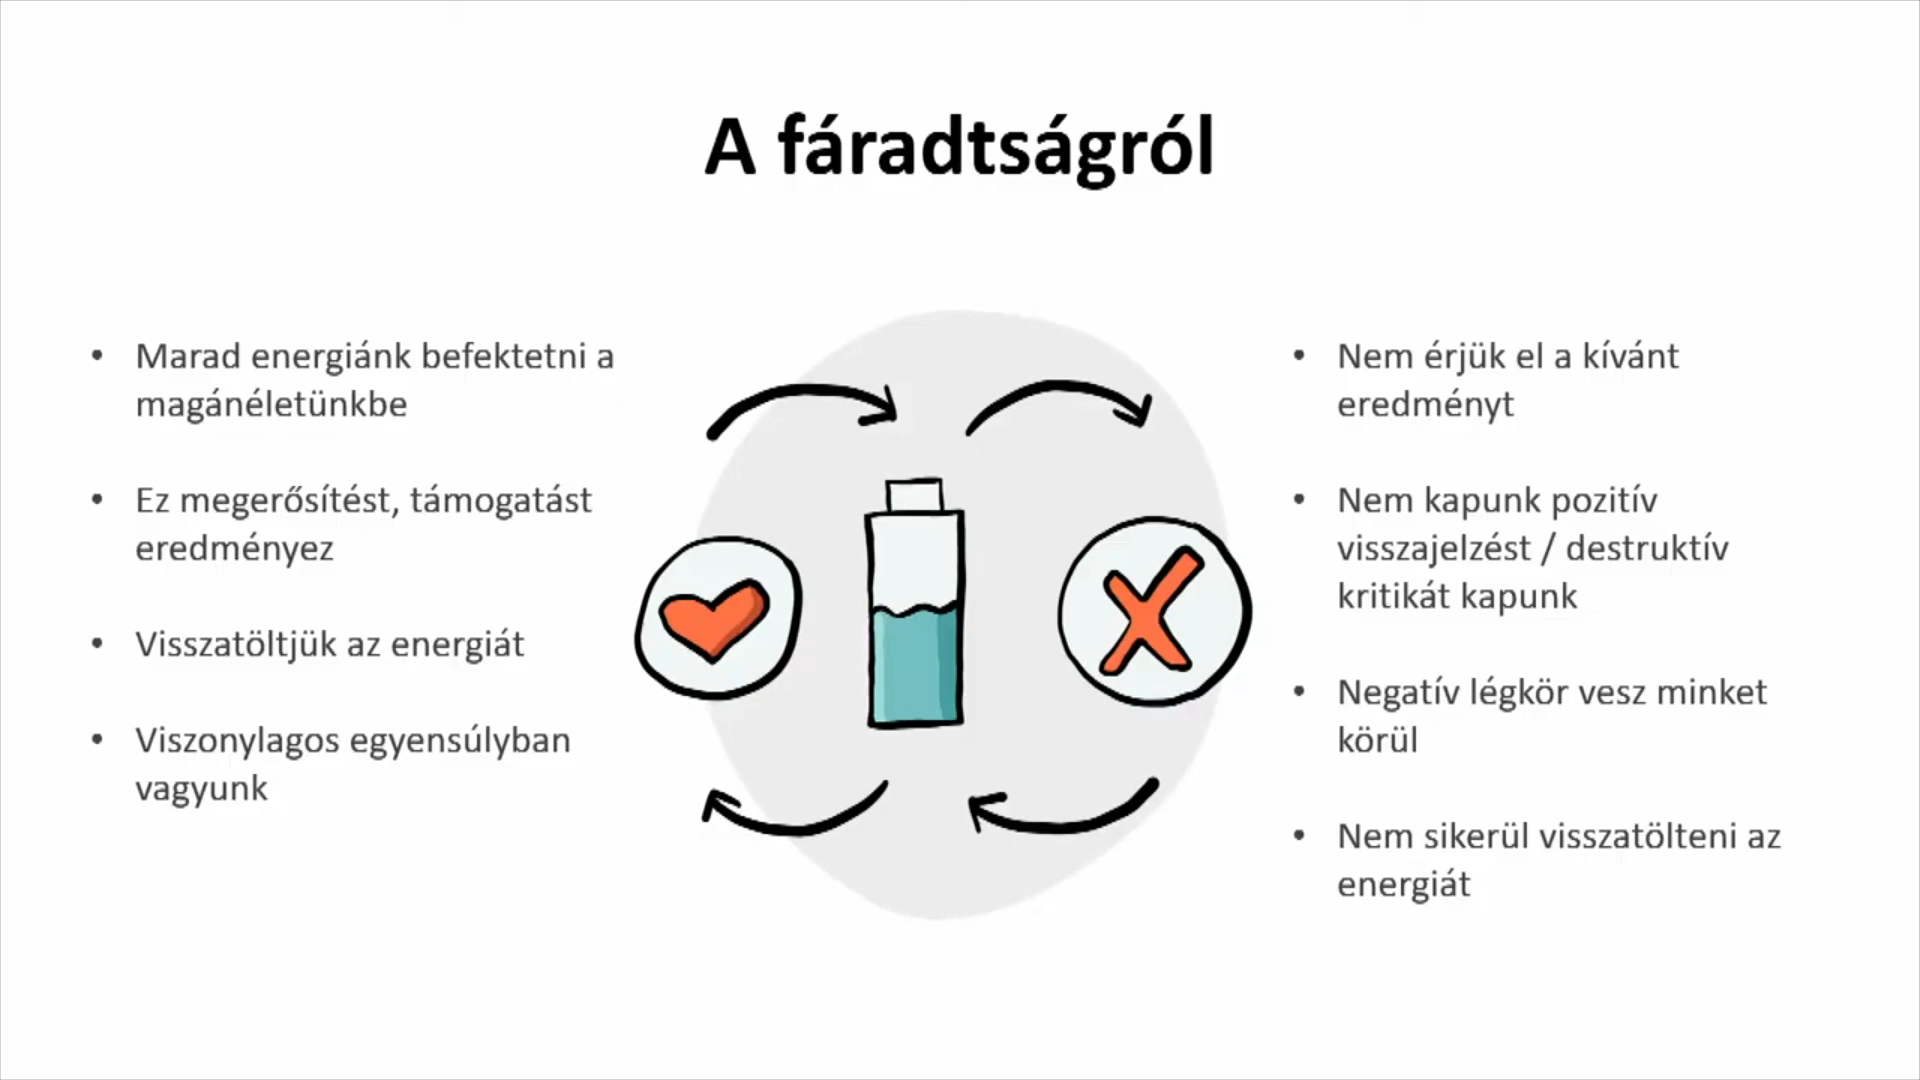 A fáradtságról
• Marad energiánk befektetni a
magánéletünkbe
• Ez megerősítést, támogatást
eredményez
• Visszatöltjük az energiát
• Viszonylagos egyensúlyban
vagyunk
• Nem érjük el a kívánt
eredményt
• Nem kapunk pozitív
visszajelzést / destruktív
kritikát kapunk
• Negatív légkör vesz minket
körül
• Nem sikerül visszatölteni az
energiát